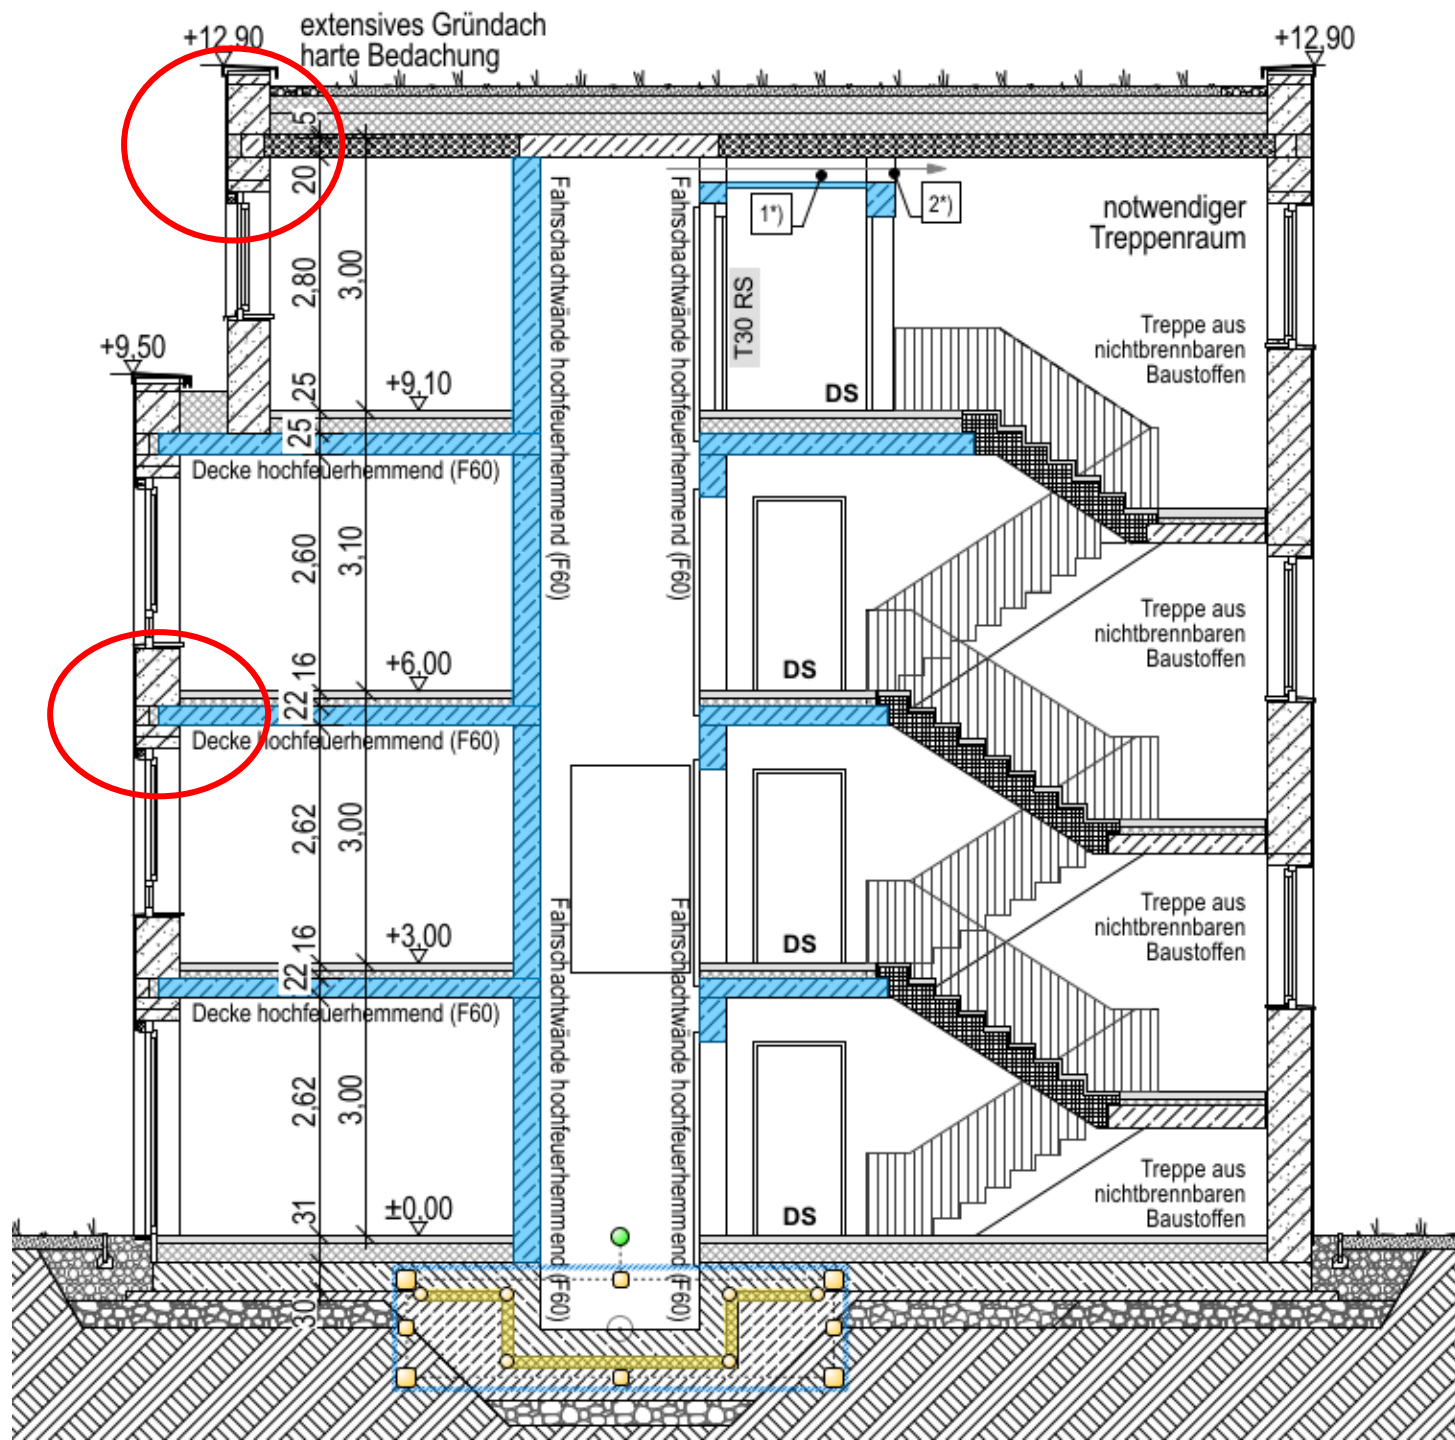 extensives Gründach
harte Bedachung
+12,90
+12,90
5
20
2,80
3,00
25
25
+9,50
+9,10
Decke hochfeuerhemmend (F60)
Fahrschachtwände hochfeuerhemmend (F60)
Fahrschachtwände hochfeuerhemmend (F60)
1*)
2*)
T30 RS
DS
notwendiger
Treppenraum
Treppe aus
nichtbrennbaren
Baustoffen
2,60
3,10
16
22
+6,00
Decke hochfeuerhemmend (F60)
DS
Treppe aus
nichtbrennbaren
Baustoffen
2,62
3,00
16
22
+3,00
Decke hochfeuerhemmend (F60)
Fahrschachtwände hochfeuerhemmend (F60)
Fahrschachtwände hochfeuerhemmend (F60)
DS
Treppe aus
nichtbrennbaren
Baustoffen
2,62
3,00
31
30
±0,00
DS
Treppe aus
nichtbrennbaren
Baustoffen